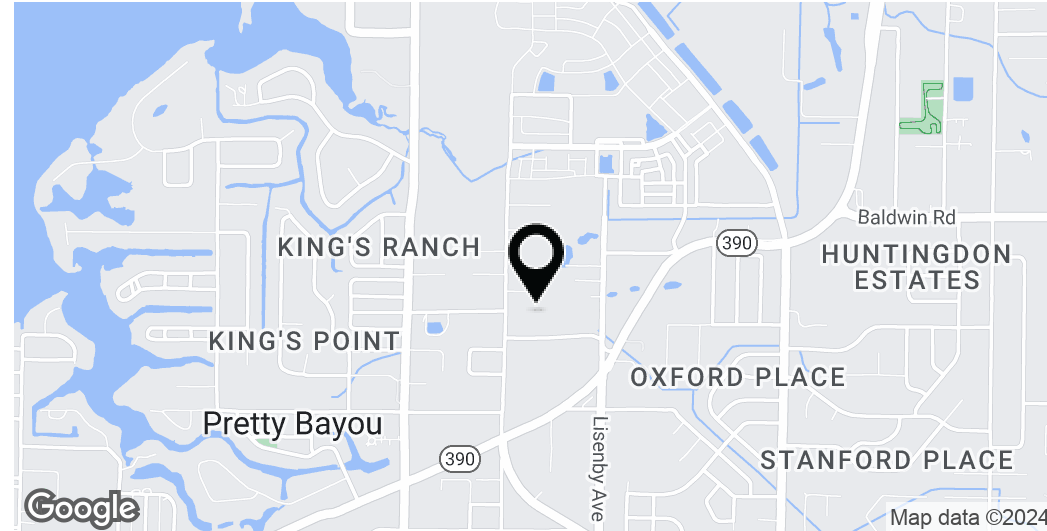 Baldwin Rd
390
KING'S RANCH
HUNTINGDON
ESTATES
KING'S POINT
OXFORD PLACE
Pretty Bayou
Lisenby Ave
390
STANFORD PLACE
Google
Map data ©2024